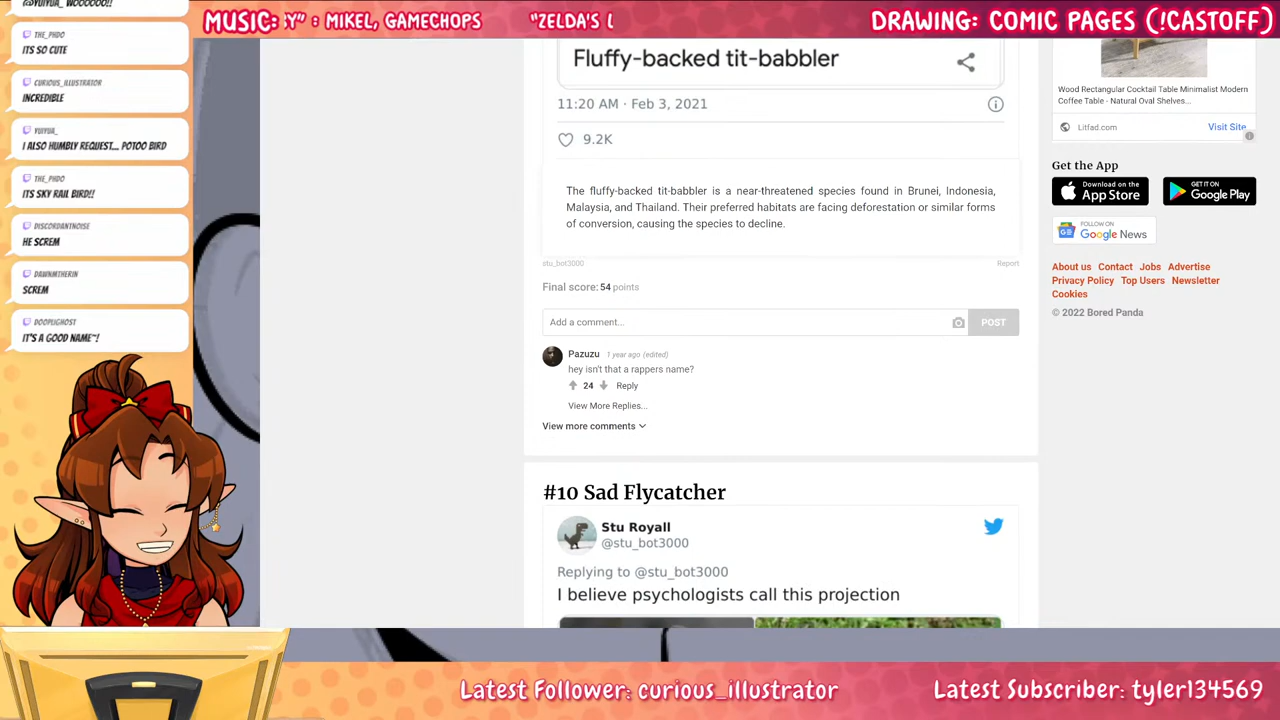 @YUIYUA_ WOOOOOO!!
THE_PHDO
ITS SO CUTE
CURIOUS_ILLUSTRATOR
INCREDIBLE
YUIYUA_
I ALSO HUMBLY REQUEST... POTOO BIRD
THE_PHDO
ITS SKY RAIL BIRD!!
DISCORDANTNOISE
HE SCREM
DAWNMTHERIN
SCREM
DOOPLIGHOST
IT'S A GOOD NAME~!
MUSIC: Y" : MIKEL, GAMECHOPS "ZELDA'S L
DRAWING: COMIC PAGES (!CASTOFF)
Fluffy-backed tit-babbler
11:20 AM · Feb 3, 2021
9.2K
The fluffy-backed tit-babbler is a near-threatened species found in Brunei, Indonesia,
Malaysia, and Thailand. Their preferred habitats are facing deforestation or similar forms
of conversion, causing the species to decline.
stu_bot3000
Report
Final score: 54 points
Add a comment...
POST
Pazuzu 1 year ago (edited)
hey isn't that a rappers name?
24 Reply
View More Replies...
View more comments
#10 Sad Flycatcher
Stu Royall
@stu_bot3000
Replying to @stu_bot3000
I believe psychologists call this projection
Wood Rectangular Cocktail Table Minimalist Modern
Coffee Table - Natural Oval Shelves...
Litfad.com
Visit Site
Get the App
Download on the
App Store
GET IT ON
Google Play
FOLLOW ON
Google News
About us Contact Jobs Advertise
Privacy Policy Top Users Newsletter
Cookies
© 2022 Bored Panda
Latest Follower: curious_illustrator
Latest Subscriber: tyler134569